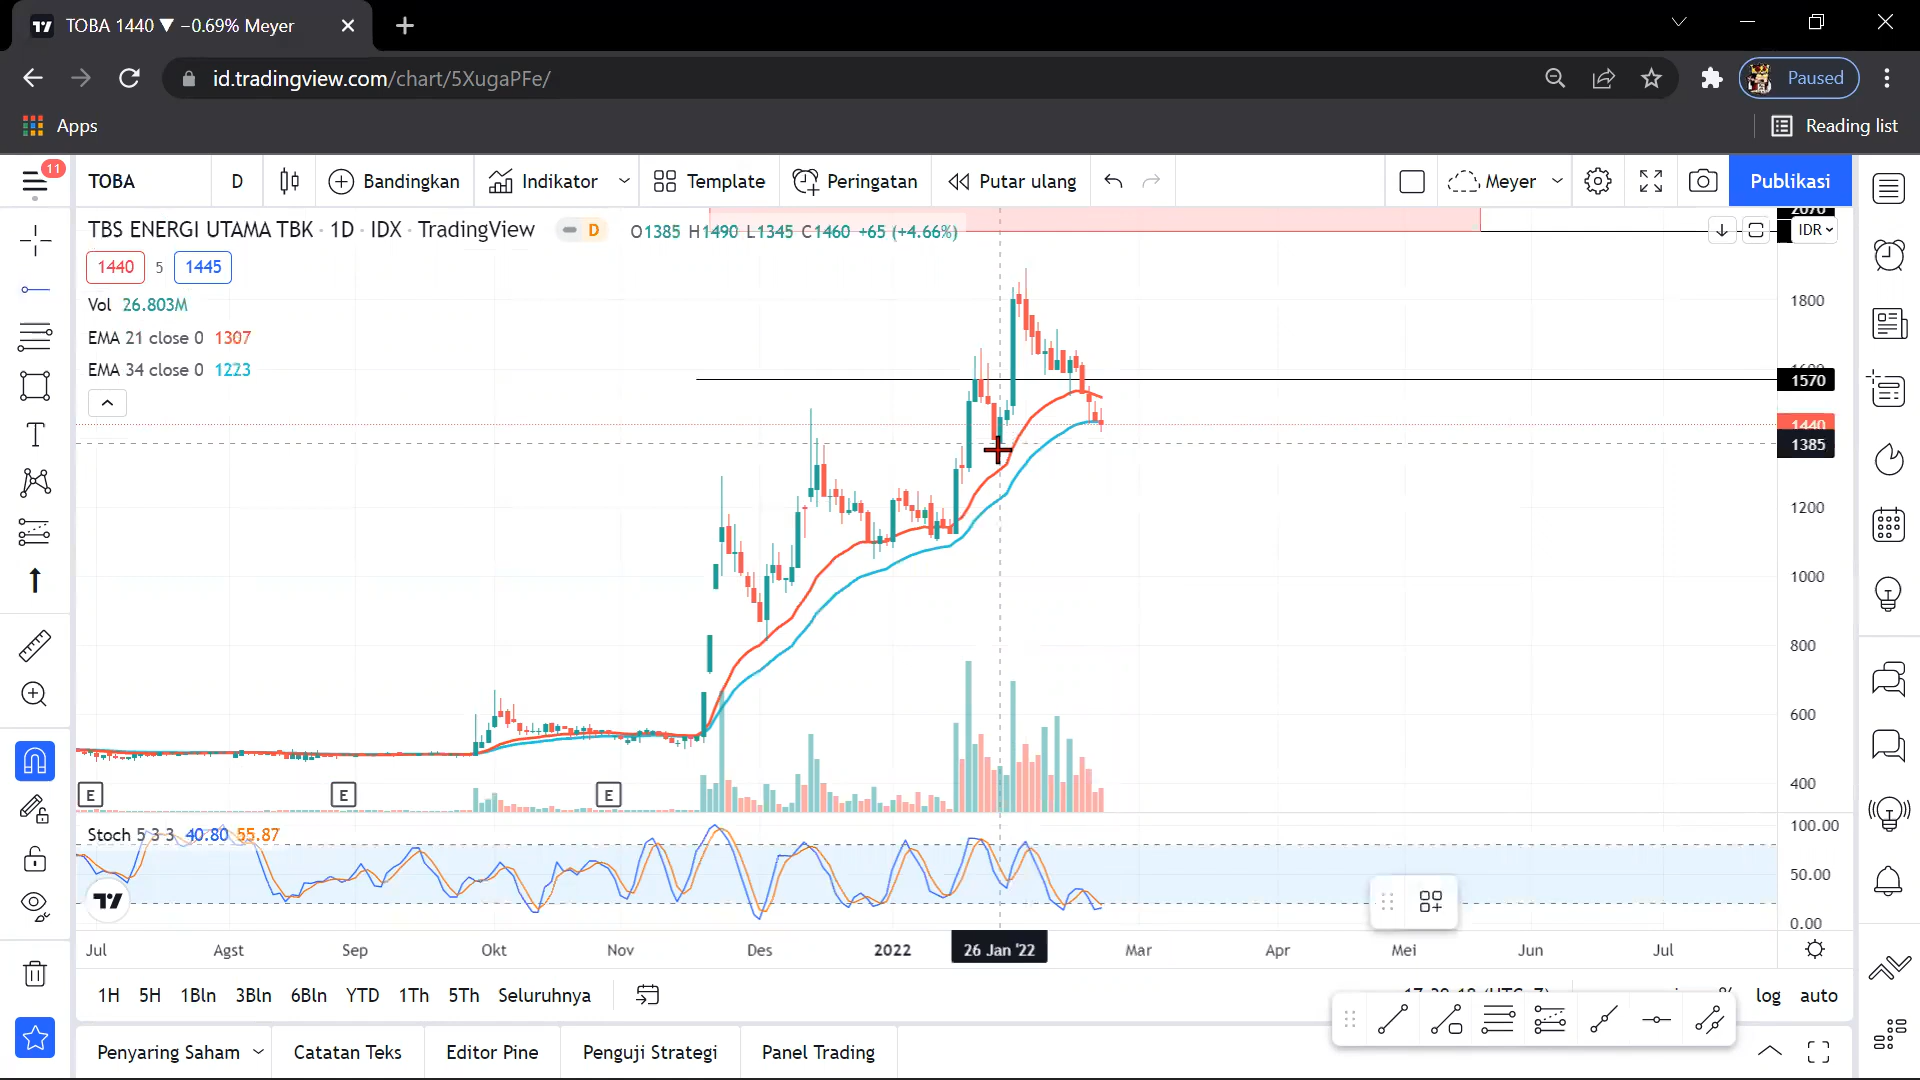 TOBA 1440 ▼ −0.69% Meyer
id.tradingview.com/chart/5XugaPFe/
Paused
Apps
Reading list
11
TOBA
D
Bandingkan
Indikator
Template
Peringatan
Putar ulang
Meyer
Publikasi
TBS ENERGI UTAMA TBK · 1D · IDX · TradingView
D
O1385 H1490 L1345 C1460 +65 (+4.66%)
2070
IDR
1440 5 1445
Vol 26.803M
EMA 21 close 0 1307
EMA 34 close 0 1223
1800
1570
1440
1385
1200
1000
800
600
400
E
E
E
Stoch 5 3 3 40.80 55.87
100.00
50.00
0.00
Jul
Agst
Sep
Okt
Nov
Des
2022
26 Jan '22
Mar
Apr
Mei
Jun
Jul
1H 5H 1Bln 3Bln 6Bln YTD 1Th 5Th Seluruhnya
log
auto
Penyaring Saham
Catatan Teks
Editor Pine
Penguji Strategi
Panel Trading